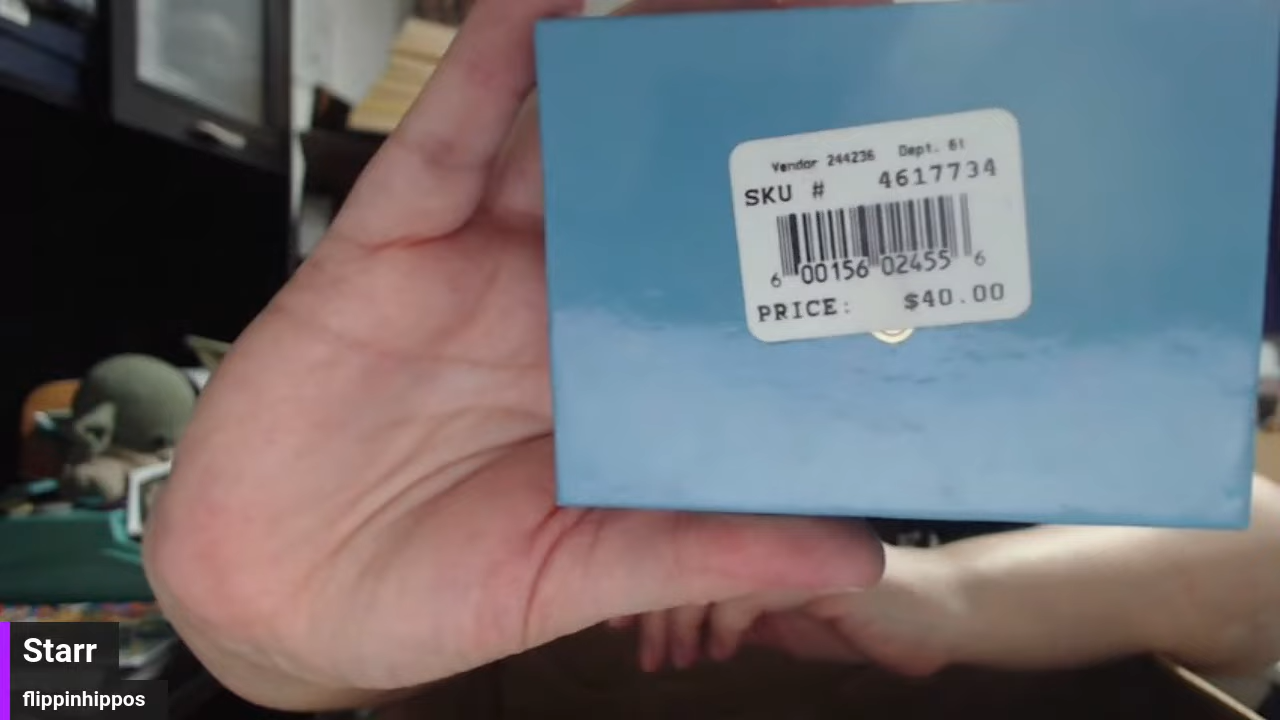 Vendor 244236 Dept. 61
SKU # 4617734
6 00156 02455 6
PRICE: $40.00
Starr
flippinhippos